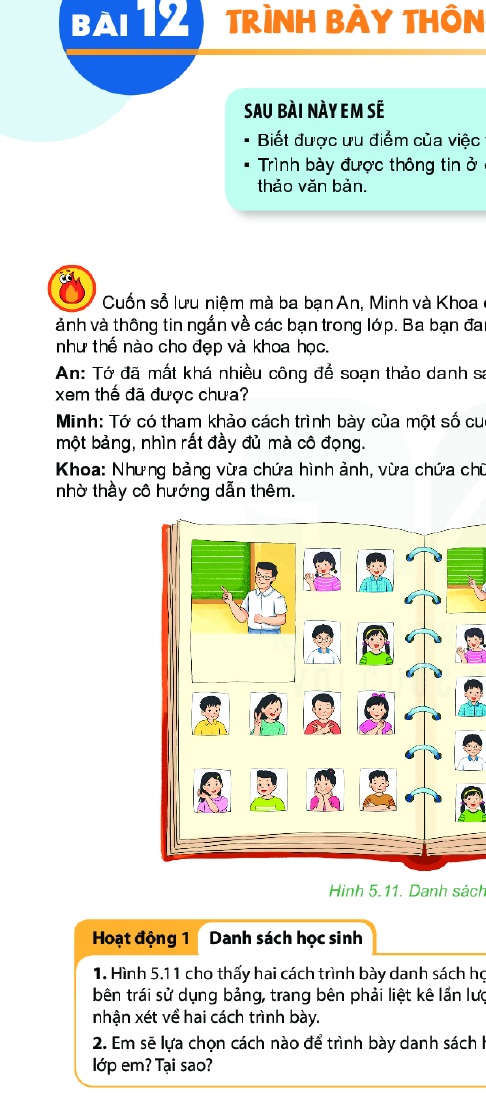 BÀI 12
TRÌNH BÀY THÔN
SAU BÀI NÀY EM SẼ
▪ Biết được ưu điểm của việc
▪ Trình bày được thông tin ở
thảo văn bản.
Cuốn sổ lưu niệm mà ba bạn An, Minh và Khoa
ảnh và thông tin ngắn về các bạn trong lớp. Ba bạn đa
như thế nào cho đẹp và khoa học.
An: Tớ đã mất khá nhiều công để soạn thảo danh sá
xem thế đã được chưa?
Minh: Tớ có tham khảo cách trình bày của một số cu
một bảng, nhìn rất đầy đủ mà cô đọng.
Khoa: Nhưng bảng vừa chứa hình ảnh, vừa chứa chữ
nhờ thầy cô hướng dẫn thêm.
Hình 5.11. Danh sách
Hoạt động 1 Danh sách học sinh
1. Hình 5.11 cho thấy hai cách trình bày danh sách họ
bên trái sử dụng bảng, trang bên phải liệt kê lần lượ
nhận xét về hai cách trình bày.
2. Em sẽ lựa chọn cách nào để trình bày danh sách h
lớp em? Tại sao?